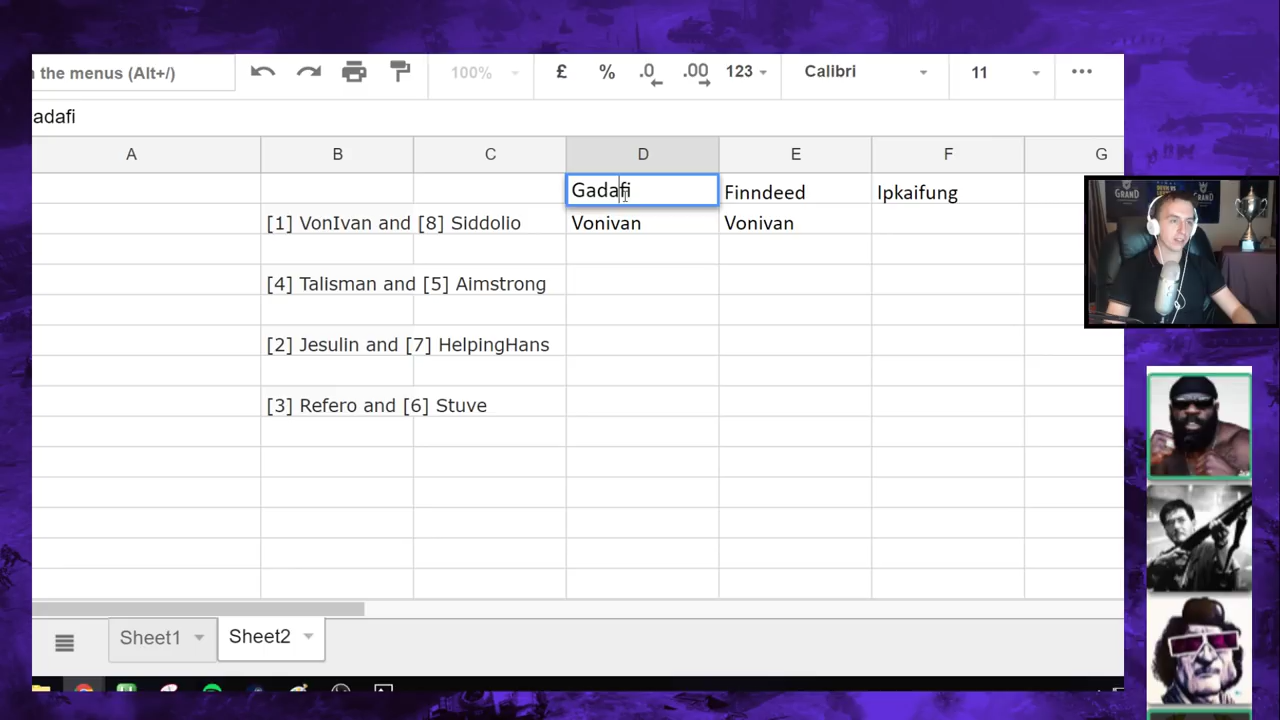 n the menus (Alt+/)
100%
£
%
.0
.00
123
Calibri
11
adafi
A
B
C
D
E
F
G
Gadafi
Finndeed
Ipkaifung
[1] VonIvan and [8] Siddolio
Vonivan
Vonivan
[4] Talisman and [5] Aimstrong
[2] Jesulin and [7] HelpingHans
[3] Refero and [6] Stuve
Sheet1
Sheet2